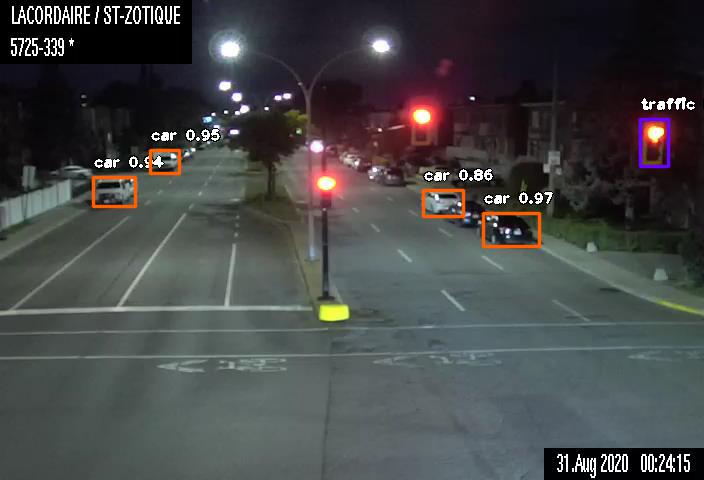 LACORDAIRE / ST-ZOTIQUE
5725-339 *
traffic
car 0.95
car 0.94
car 0.86
car 0.97
31.Aug 2020 00:24:15